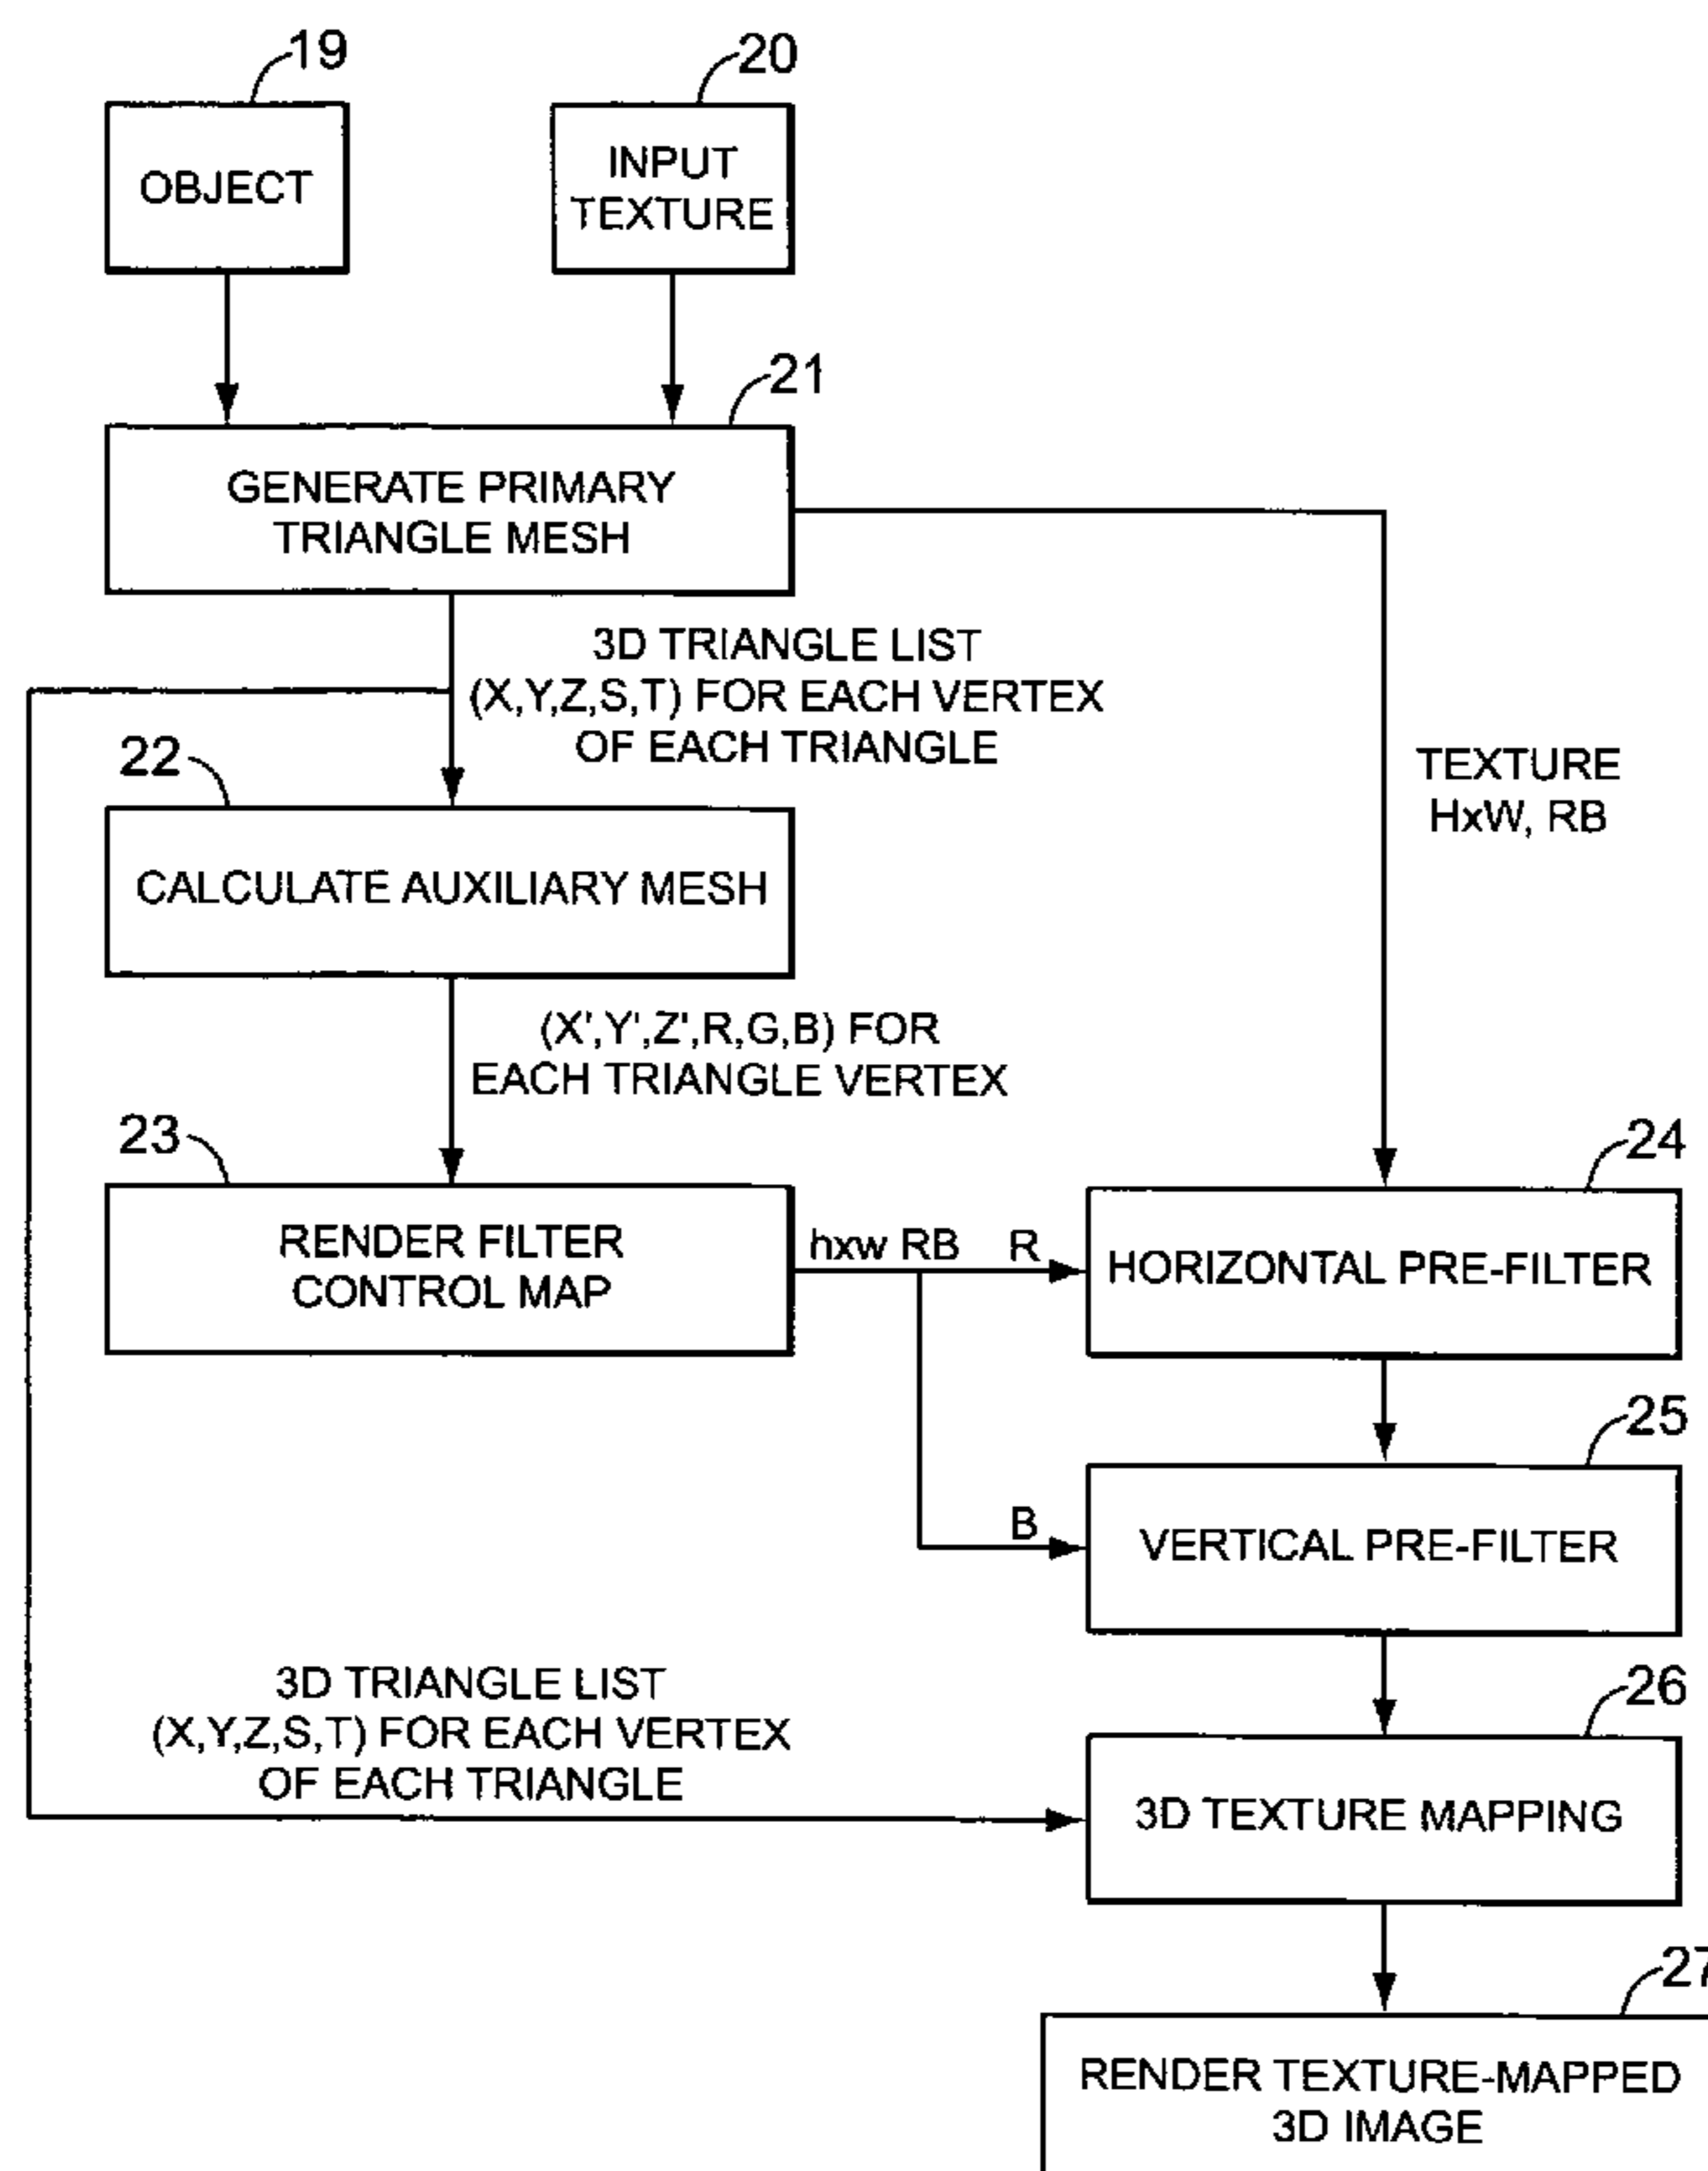 19
20
OBJECT
INPUT
TEXTURE
21
GENERATE PRIMARY
TRIANGLE MESH
3D TRIANGLE LIST
(X,Y,Z,S,T) FOR EACH VERTEX
OF EACH TRIANGLE
TEXTURE
HxW, RB
22
CALCULATE AUXILIARY MESH
(X',Y',Z',R,G,B) FOR
EACH TRIANGLE VERTEX
23
RENDER FILTER
CONTROL MAP
hxw RB
R
24
HORIZONTAL PRE-FILTER
25
B
VERTICAL PRE-FILTER
3D TRIANGLE LIST
(X,Y,Z,S,T) FOR EACH VERTEX
OF EACH TRIANGLE
26
3D TEXTURE MAPPING
27
RENDER TEXTURE-MAPPED
3D IMAGE